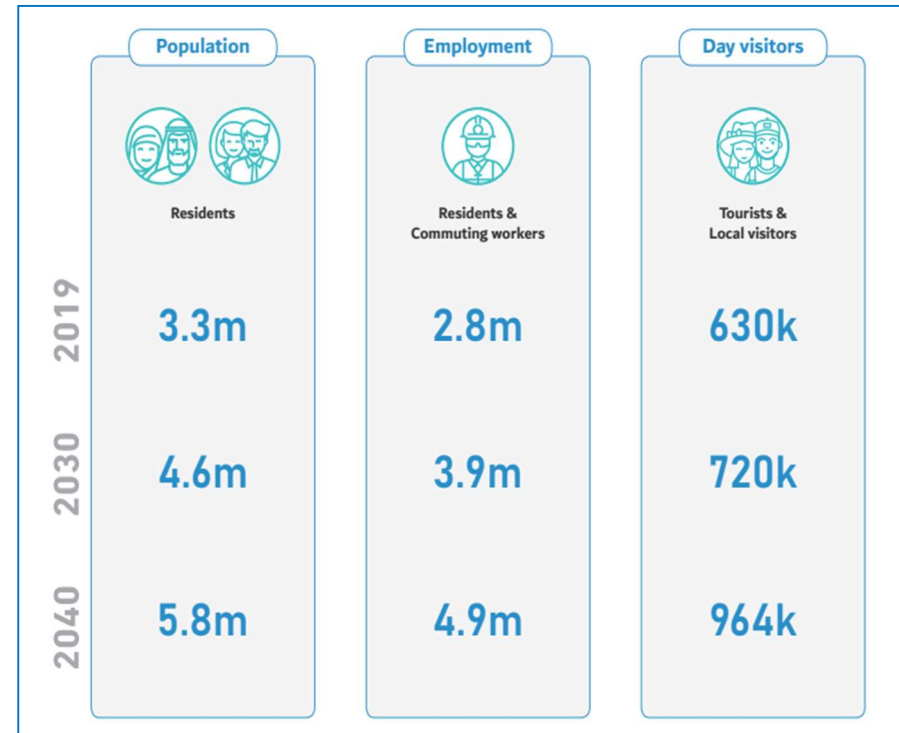 Population
Employment
Day visitors
Residents
Residents &
Commuting workers
Tourists &
Local visitors
2019
3.3m
2.8m
630k
2030
4.6m
3.9m
720k
2040
5.8m
4.9m
964k